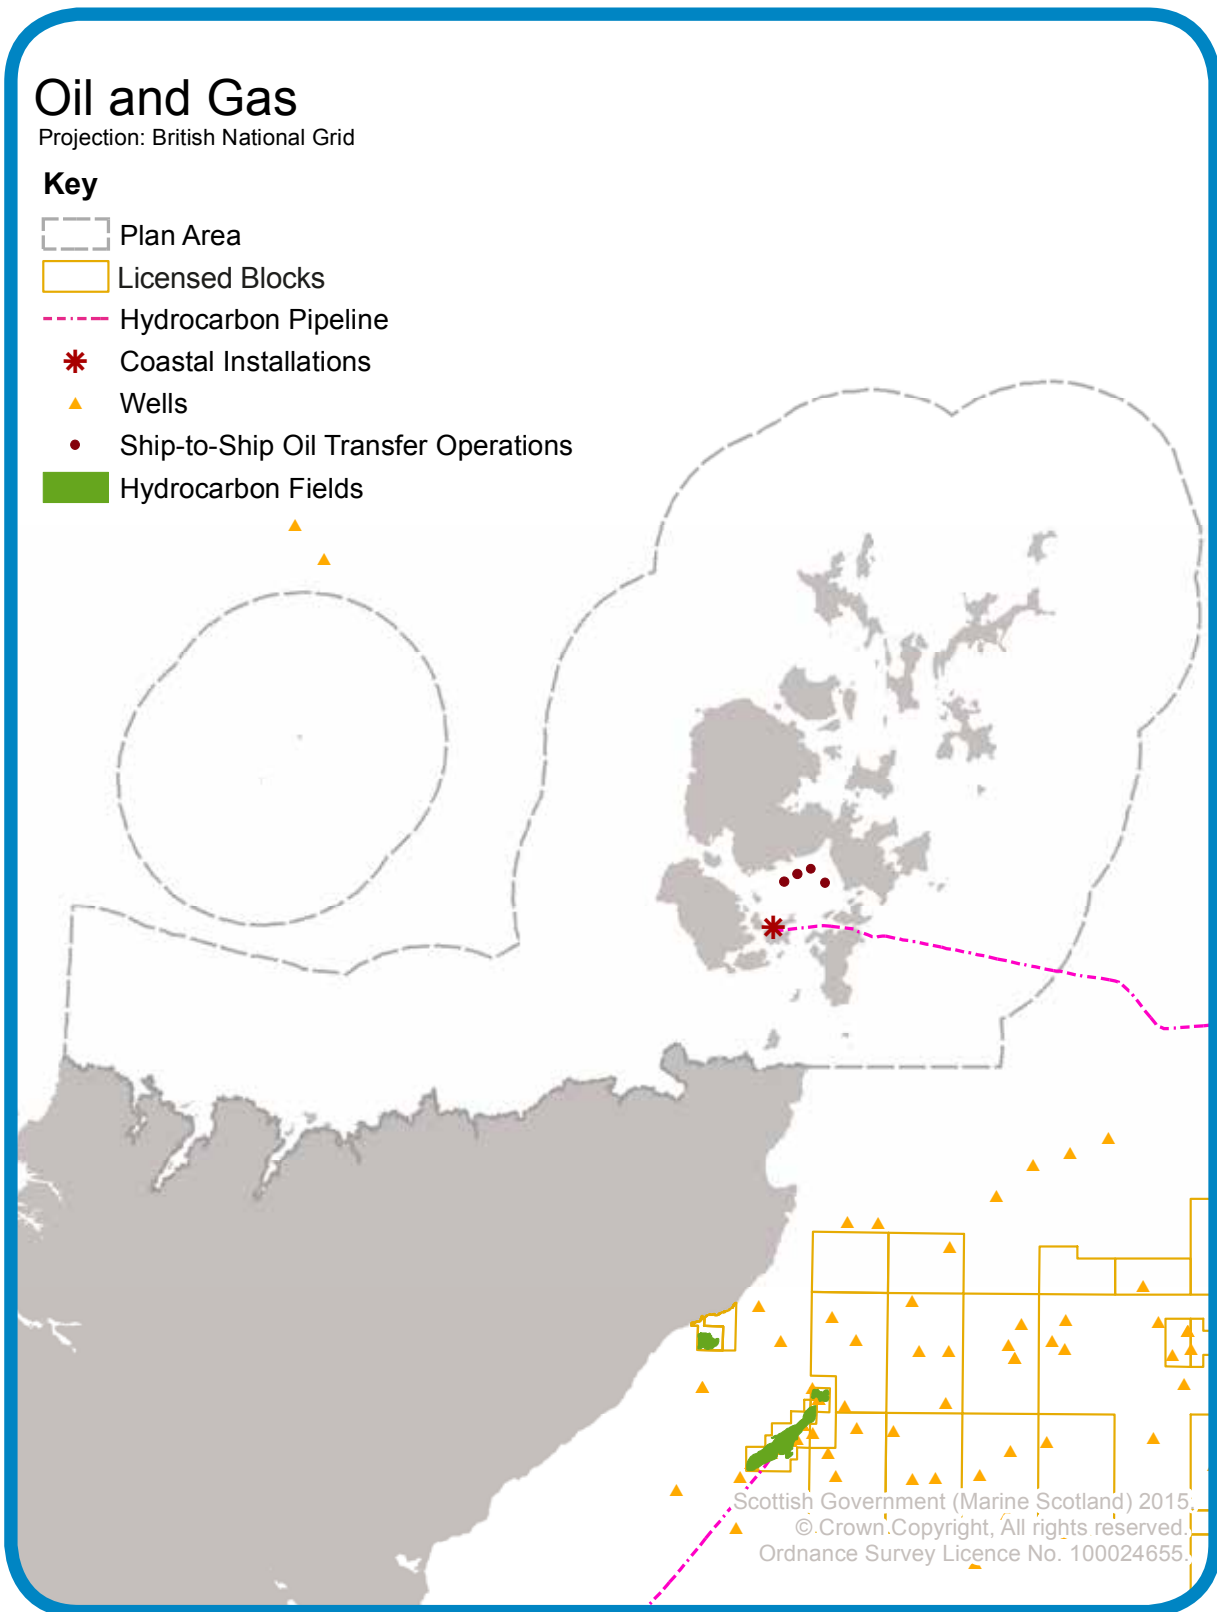 Oil and Gas
Projection: British National Grid
Key
Plan Area
Licensed Blocks
Hydrocarbon Pipeline
Coastal Installations
Wells
Ship-to-Ship Oil Transfer Operations
Hydrocarbon Fields
Scottish Government (Marine Scotland) 2015.
© Crown Copyright, All rights reserved.
Ordnance Survey Licence No. 100024655.